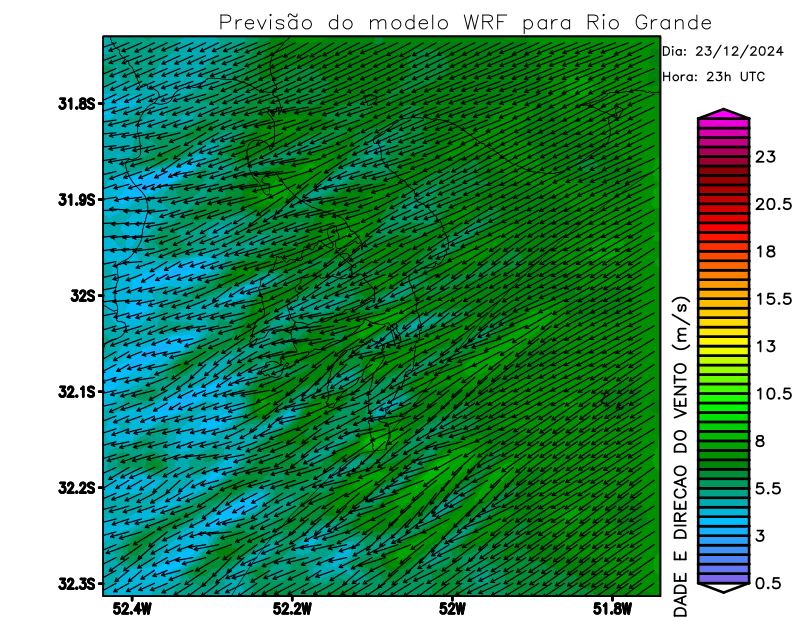 Previsão do modelo WRF para Rio Grande
Dia: 23/12/2024
Hora: 23h UTC
31.8S
31.9S
32S
32.1S
32.2S
32.3S
52.4W
52.2W
52W
51.8W
23
20.5
18
15.5
13
10.5
8
5.5
3
0.5
DADE E DIRECAO DO VENTO (m/s)